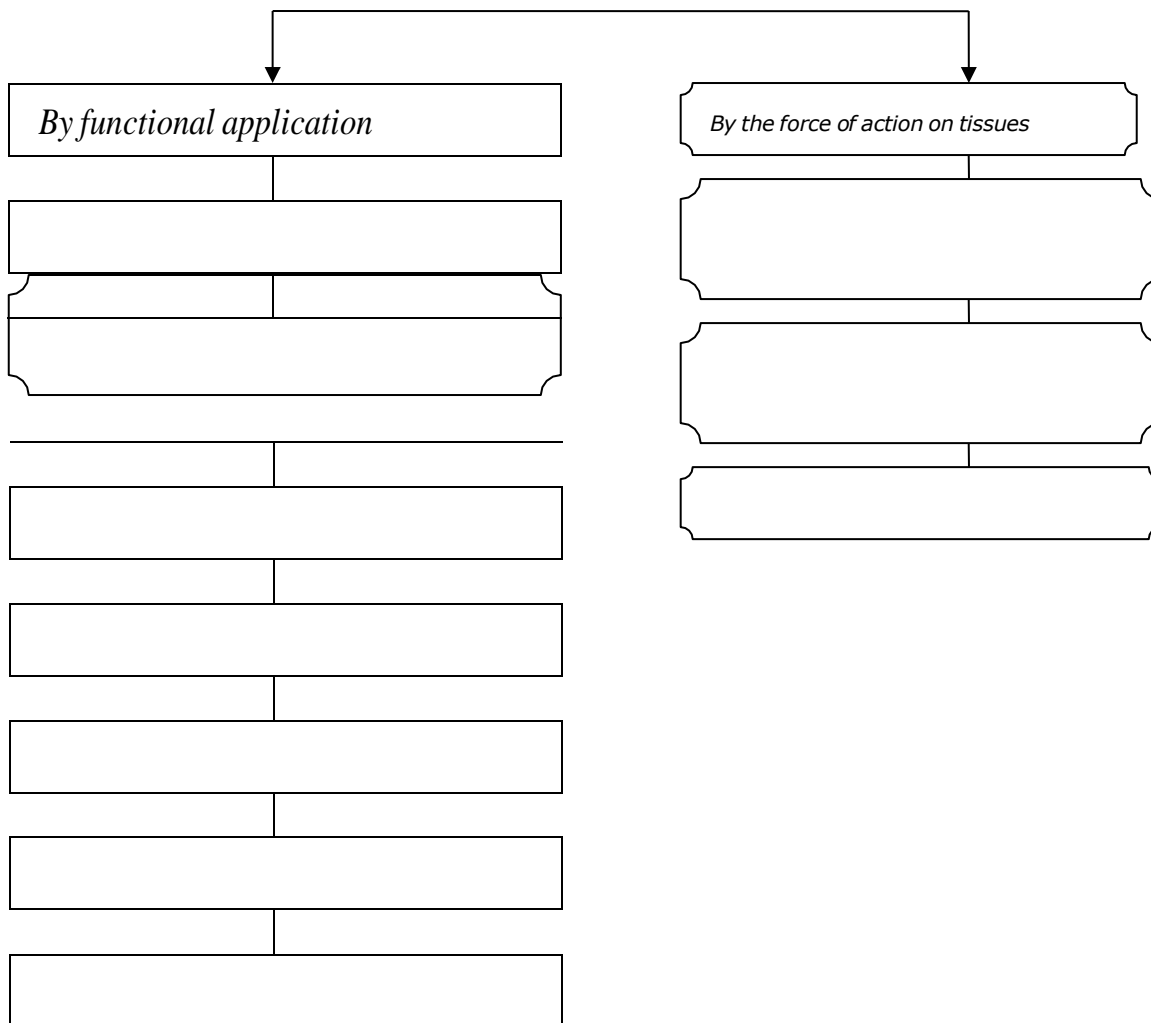 By functional application
By the force of action on tissues